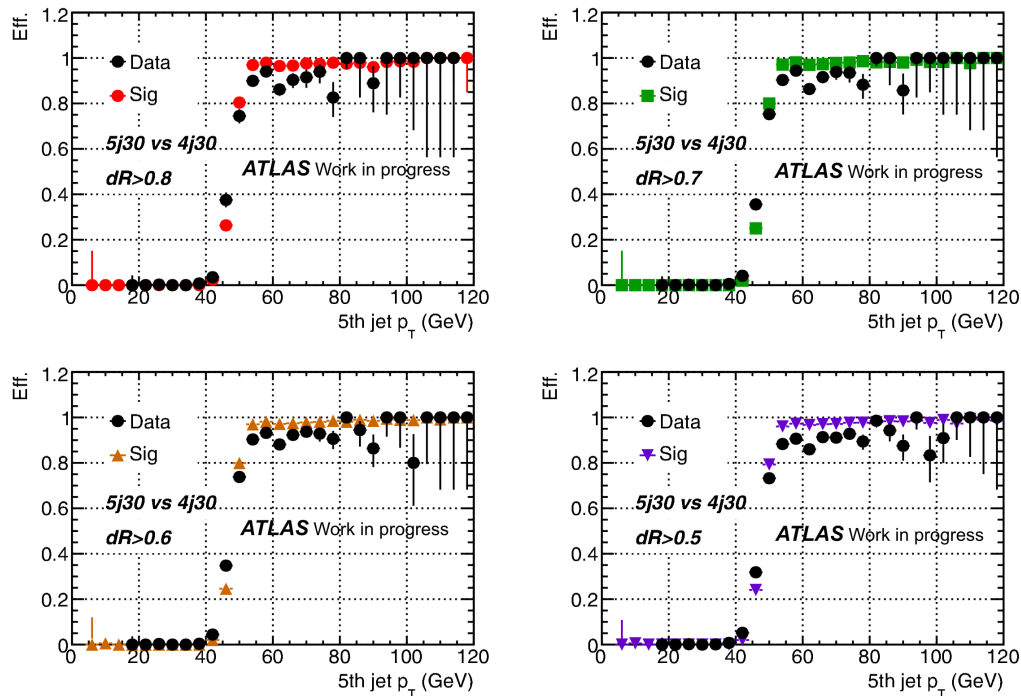 Eff.
1.2
1
0.8
0.6
0.4
0.2
0
Data
Sig
5j30 vs 4j30
dR>0.8
ATLAS Work in progress
0 20 40 60 80 100 120
5th jet pT (GeV)
Eff.
1.2
1
0.8
0.6
0.4
0.2
0
Data
Sig
5j30 vs 4j30
dR>0.7
ATLAS Work in progress
0 20 40 60 80 100 120
5th jet pT (GeV)
Eff.
1.2
1
0.8
0.6
0.4
0.2
0
Data
Sig
5j30 vs 4j30
dR>0.6
ATLAS Work in progress
0 20 40 60 80 100 120
5th jet pT (GeV)
Eff.
1.2
1
0.8
0.6
0.4
0.2
0
Data
Sig
5j30 vs 4j30
dR>0.5
ATLAS Work in progress
0 20 40 60 80 100 120
5th jet pT (GeV)